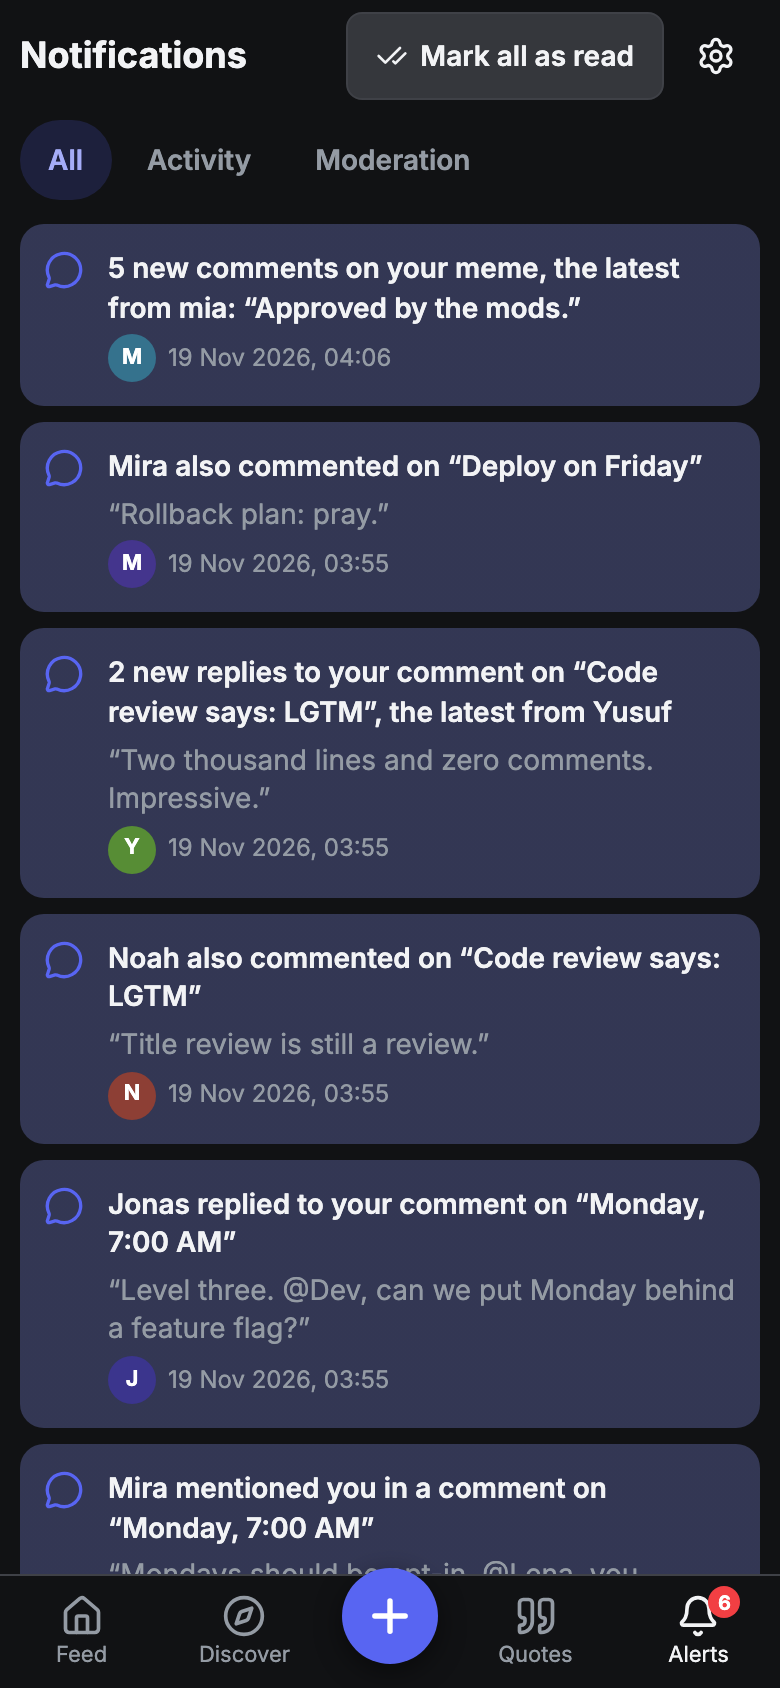 Notifications
Mark all as read
All
Activity
Moderation
5 new comments on your meme, the latest
from mia: “Approved by the mods.”
M
19 Nov 2026, 04:06
Mira also commented on “Deploy on Friday”
“Rollback plan: pray.”
M
19 Nov 2026, 03:55
2 new replies to your comment on “Code
review says: LGTM”, the latest from Yusuf
“Two thousand lines and zero comments.
Impressive.”
Y
19 Nov 2026, 03:55
Noah also commented on “Code review says:
LGTM”
“Title review is still a review.”
N
19 Nov 2026, 03:55
Jonas replied to your comment on “Monday,
7:00 AM”
“Level three. @Dev, can we put Monday behind
a feature flag?”
J
19 Nov 2026, 03:55
Mira mentioned you in a comment on
“Monday, 7:00 AM”
“Mondays should be
Feed
Discover
Quotes
6
Alerts